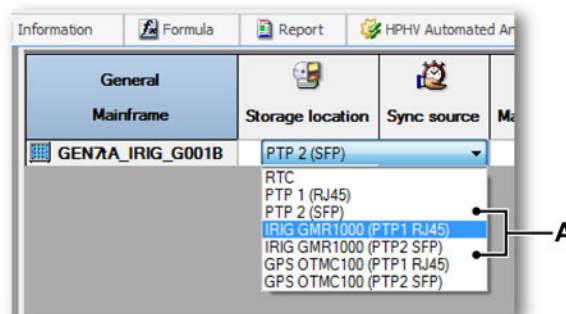 Information Formula Report HPHV Automated An
General Mainframe
Storage location Sync source Ma
GEN7tA_IRIG_G001B PTP 2 (SFP)
RTC
PTP 1 (RJ45)
PTP 2 (SFP)
IRIG GMR1000 (PTP1 RJ45)
IRIG GMR1000 (PTP2 SFP)
GPS OTMC100 (PTP1 RJ45)
GPS OTMC100 (PTP2 SFP)
A